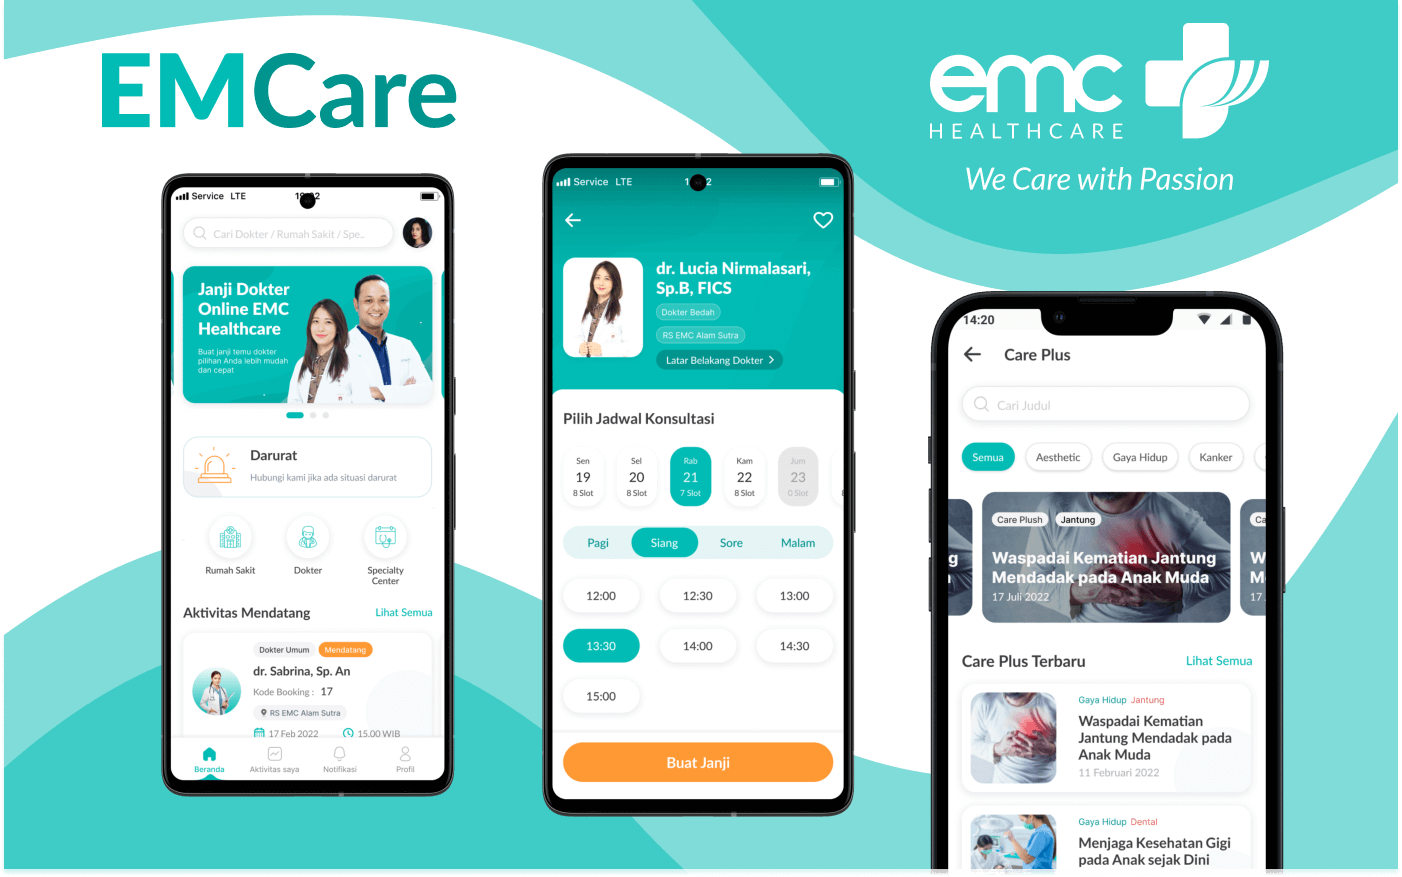 EMCare
emc
HEALTHCARE
We Care with Passion
Service LTE
Cari Dokter / Rumah Sakit / Spe..
Janji Dokter
Online EMC
Healthcare
Buat janji temu dokter
pilihan Anda lebih mudah
dan cepat
Darurat
Hubungi kami jika ada situasi darurat
Rumah Sakit
Dokter
Specialty
Center
Aktivitas Mendatang
Lihat Semua
Dokter Umum
Mendatang
dr. Sabrina, Sp. An
Kode Booking : 17
RS EMC Alam Sutra
17 Feb 2022
15.00 WIB
Beranda
Aktivitas saya
Notifikasi
Profil
Service LTE
dr. Lucia Nirmalasari,
Sp.B, FICS
Dokter Bedah
RS EMC Alam Sutra
Latar Belakang Dokter
Pilih Jadwal Konsultasi
Sen
19
8 Slot
Sel
20
8 Slot
Rab
21
7 Slot
Kam
22
8 Slot
Jum
23
0 Slot
Pagi
Siang
Sore
Malam
12:00
12:30
13:00
13:30
14:00
14:30
15:00
Buat Janji
14:20
Care Plus
Cari Judul
Semua
Aesthetic
Gaya Hidup
Kanker
Care Plush
Jantung
Waspadai Kematian Jantung
Mendadak pada Anak Muda
17 Juli 2022
Ca
W
M
17
Care Plus Terbaru
Lihat Semua
Gaya Hidup Jantung
Waspadai Kematian
Jantung Mendadak pada
Anak Muda
11 Februari 2022
Gaya Hidup Dental
Menjaga Kesehatan Gigi
pada Anak sejak Dini